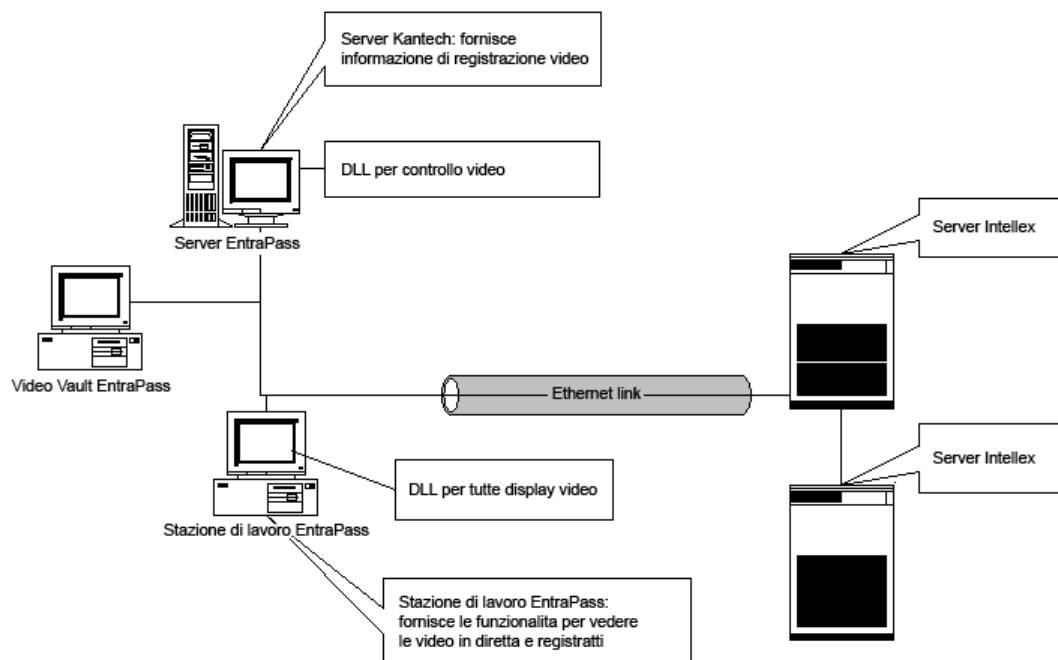 Server Kantech: fornisce
informazione di registrazione video
DLL per controllo video
Server EntraPass
Server Intellex
Video Vault EntraPass
Ethernet link
Server Intellex
DLL per tutte display video
Stazione di lavoro EntraPass
Stazione di lavoro EntraPass:
fornisce le funzionalita per vedere
le video in diretta e registratti